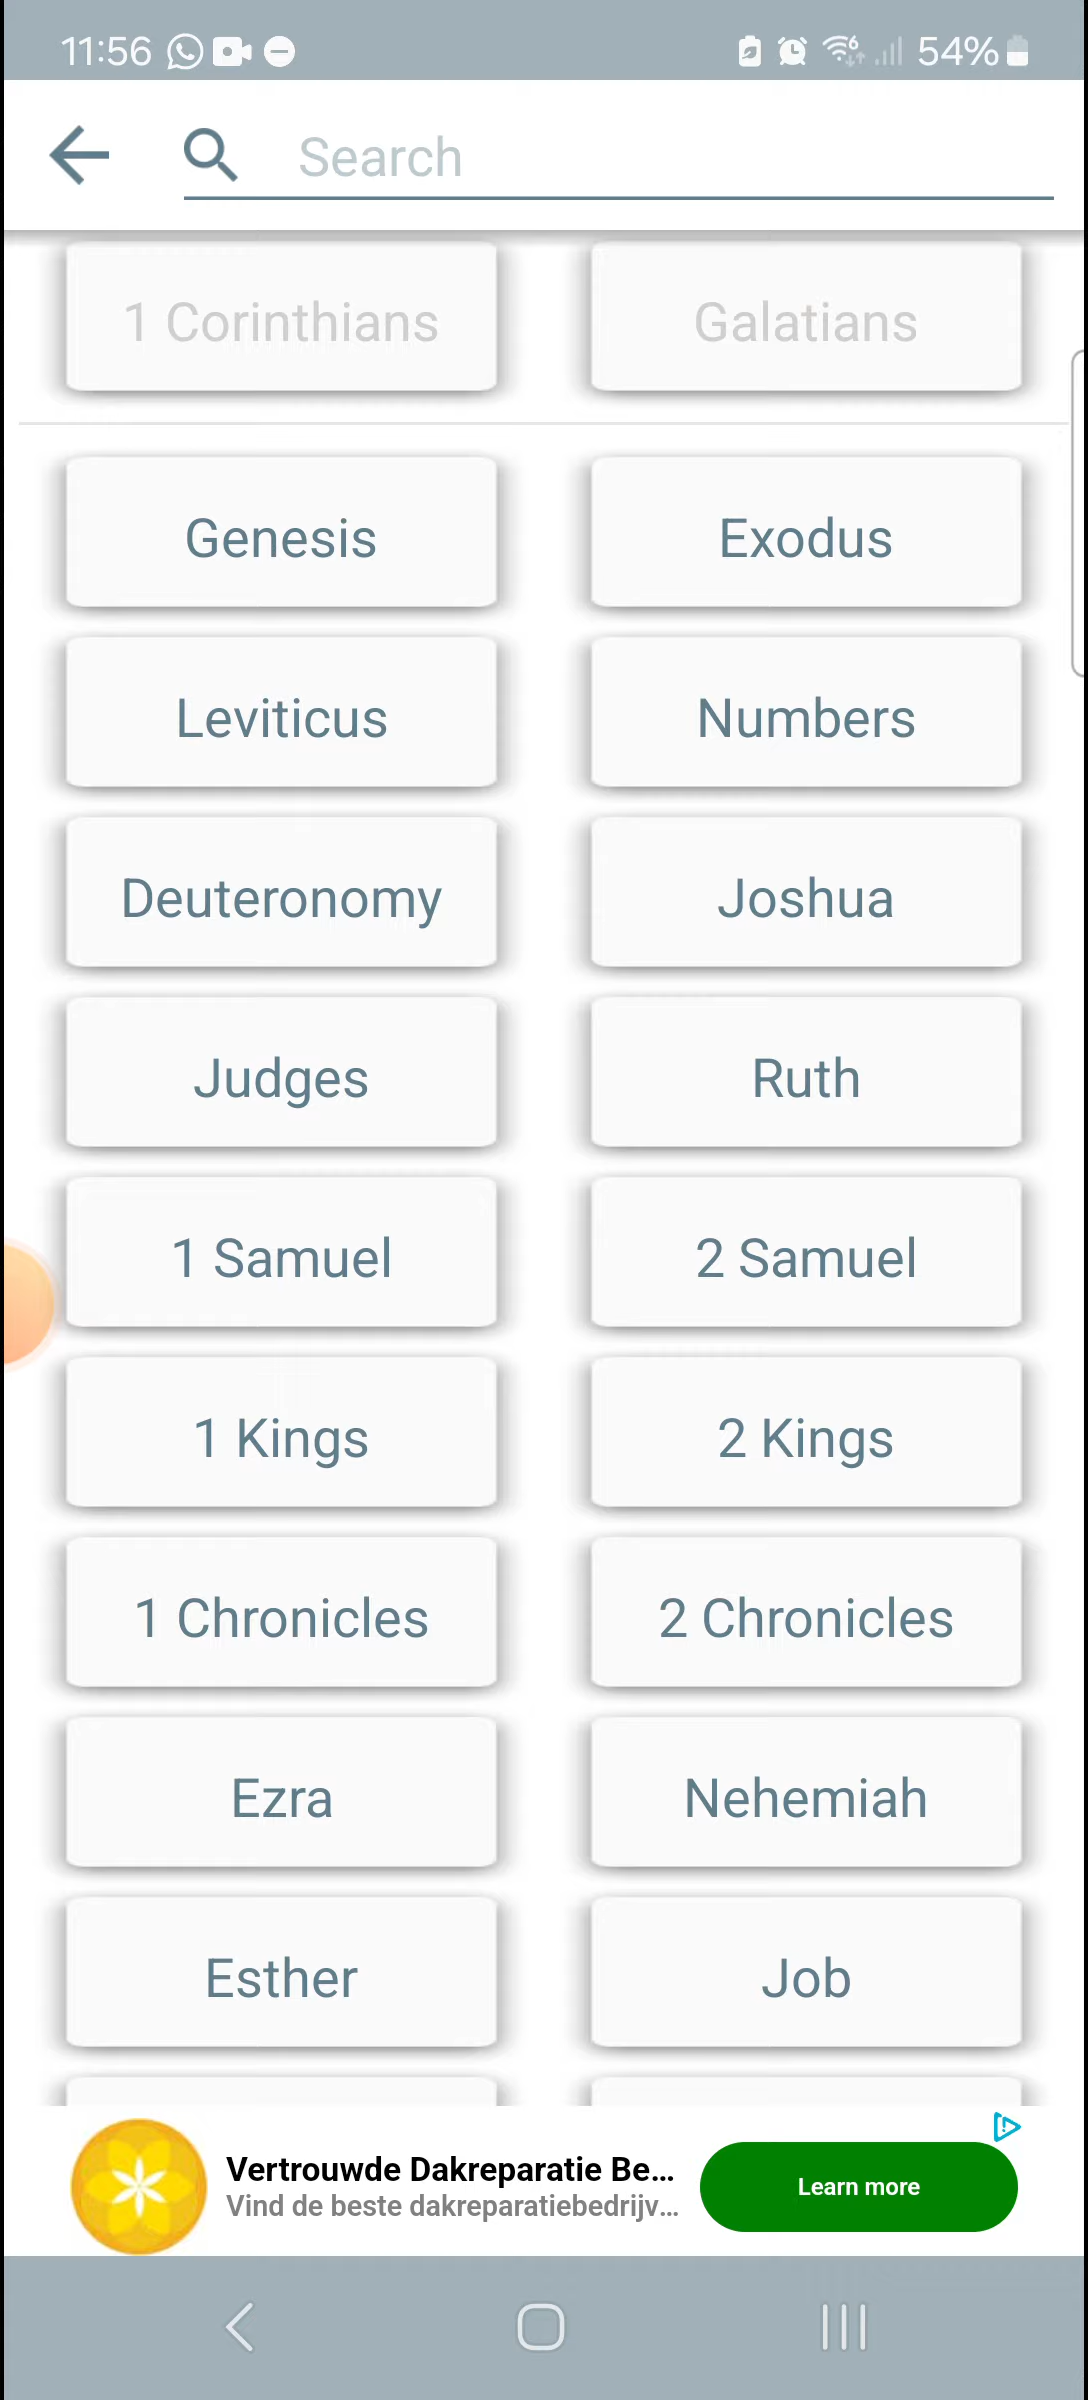 11:56 54%
Search
1 Corinthians Galatians
Genesis Exodus
Leviticus Numbers
Deuteronomy Joshua
Judges Ruth
1 Samuel 2 Samuel
1 Kings 2 Kings
1 Chronicles 2 Chronicles
Ezra Nehemiah
Esther Job
Vertrouwde Dakreparatie Be...
Vind de beste dakreparatiebedrijv...
Learn more